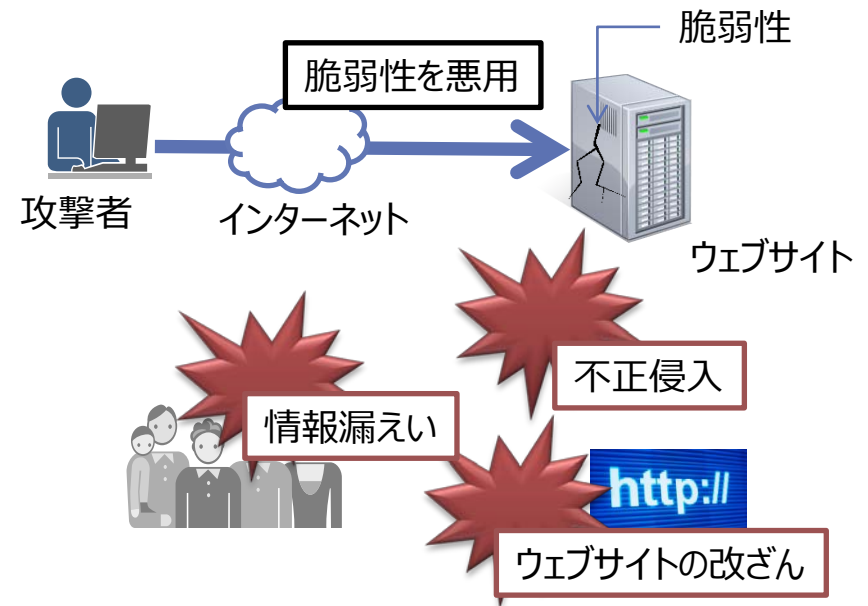 脆弱性
脆弱性を悪用
攻撃者
インターネット
ウェブサイト
不正侵入
情報漏えい
http://
ウェブサイトの改ざん